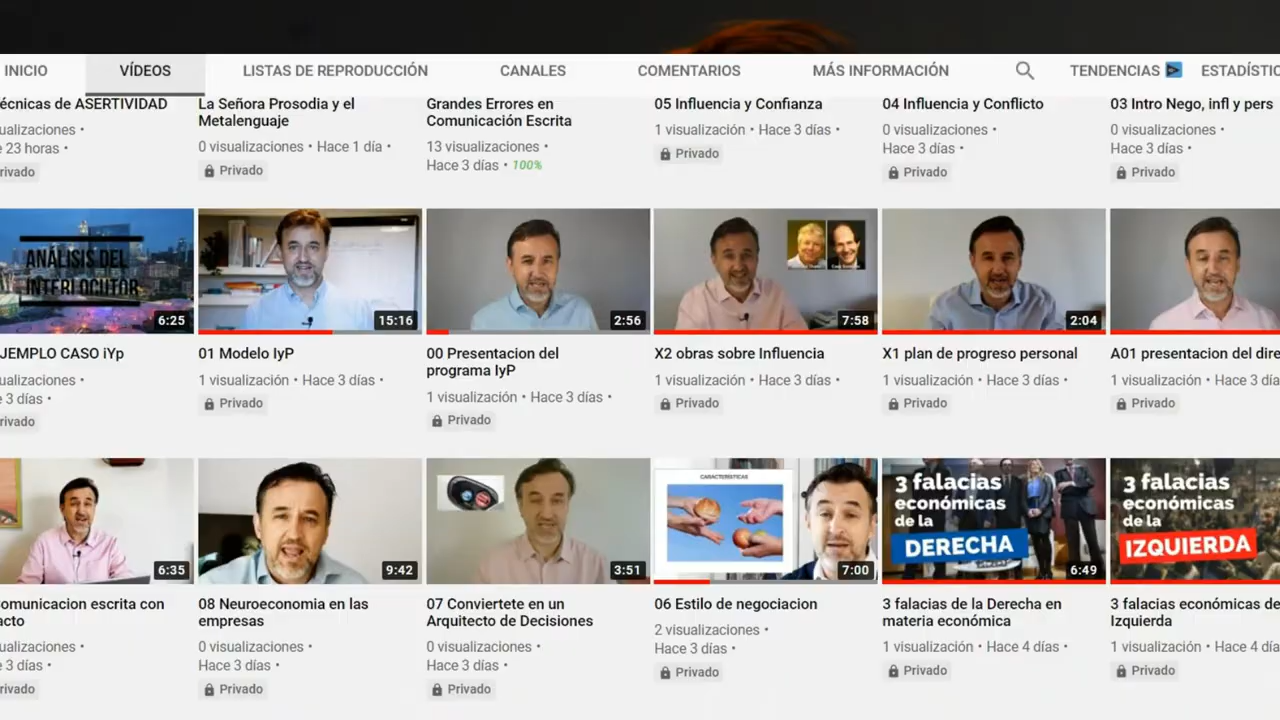 INICIO
VÍDEOS
LISTAS DE REPRODUCCIÓN
CANALES
COMENTARIOS
MÁS INFORMACIÓN
TENDENCIAS
ESTADÍSTIC
écnicas de ASERTIVIDAD
ualizaciones •
e 23 horas •
rivado
La Señora Prosodia y el
Metalenguaje
0 visualizaciones • Hace 1 día •
Privado
Grandes Errores en
Comunicación Escrita
13 visualizaciones •
Hace 3 días • 100%
05 Influencia y Confianza
1 visualización • Hace 3 días •
Privado
04 Influencia y Conflicto
0 visualizaciones •
Hace 3 días •
Privado
03 Intro Nego, infl y pers
0 visualizaciones •
Hace 3 días •
Privado
ANÁLISIS DEL
INTERLOCUTOR
6:25
JEMPLO CASO iYp
ualizaciones •
e 3 días •
rivado
15:16
01 Modelo IyP
1 visualización • Hace 3 días •
Privado
2:56
00 Presentacion del
programa IyP
1 visualización • Hace 3 días •
Privado
7:58
X2 obras sobre Influencia
1 visualización • Hace 3 días •
Privado
2:04
X1 plan de progreso personal
1 visualización • Hace 3 días •
Privado
A01 presentacion del dire
1 visualización • Hace 3 día
Privado
6:35
omunicacion escrita con
acto
ualizaciones •
e 3 días •
rivado
9:42
08 Neuroeconomia en las
empresas
0 visualizaciones •
Hace 3 días •
Privado
3:51
07 Conviertete en un
Arquitecto de Decisiones
0 visualizaciones •
Hace 3 días •
Privado
CARACTERÍSTICAS
7:00
06 Estilo de negociacion
2 visualizaciones •
Hace 3 días •
Privado
3 falacias
económicas
de la
DERECHA
6:49
3 falacias de la Derecha en
materia económica
1 visualización • Hace 4 días •
Privado
3 falacias
económicas
de la
IZQUIERDA
3 falacias económicas de
Izquierda
1 visualización • Hace 4 día
Privado